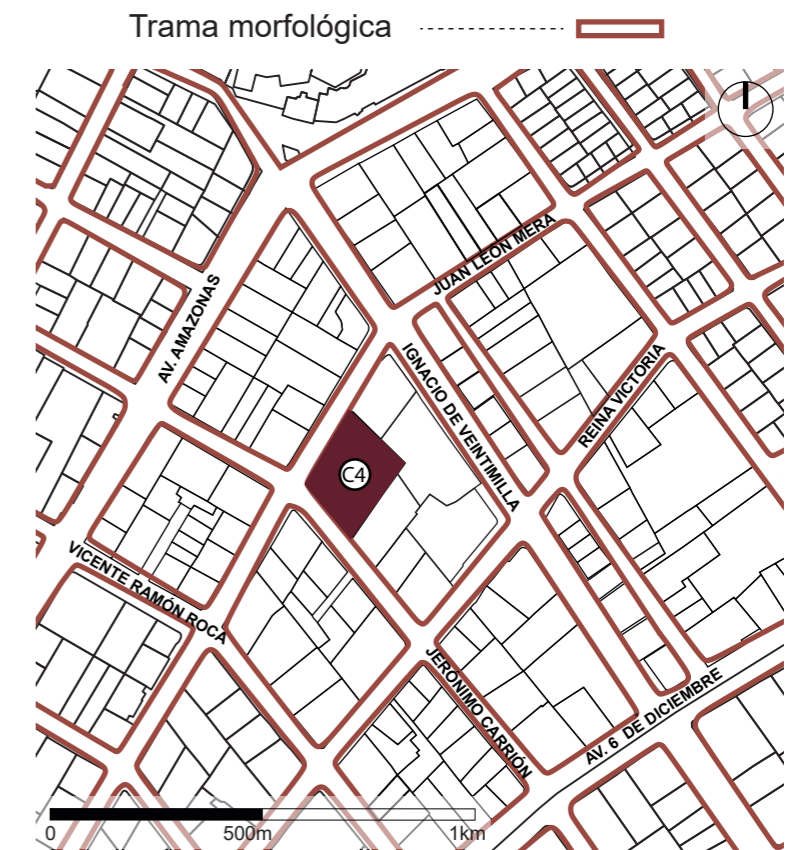 Trama morfológica
JUAN LEÓN MERA
AV. AMAZONAS
IGNACIO DE VEINTIMILLA
REINA VICTORIA
C4
VICENTE RAMÓN ROCA
JERÓNIMO CARRIÓN
AV. 6 DE DICIEMBRE
0 500m 1km